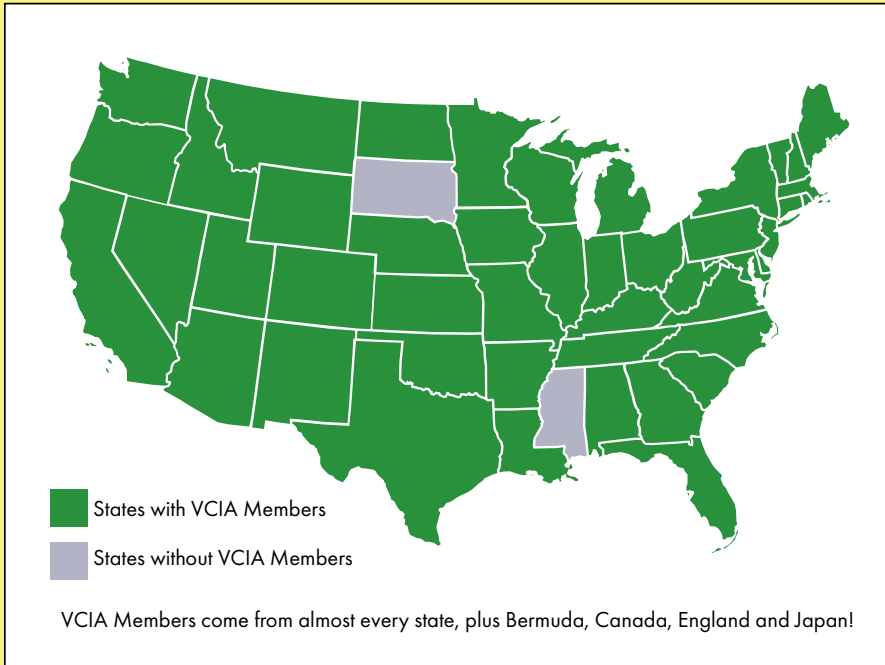 States with VCIA Members
States without VCIA Members
VCIA Members come from almost every state, plus Bermuda, Canada, England and Japan!